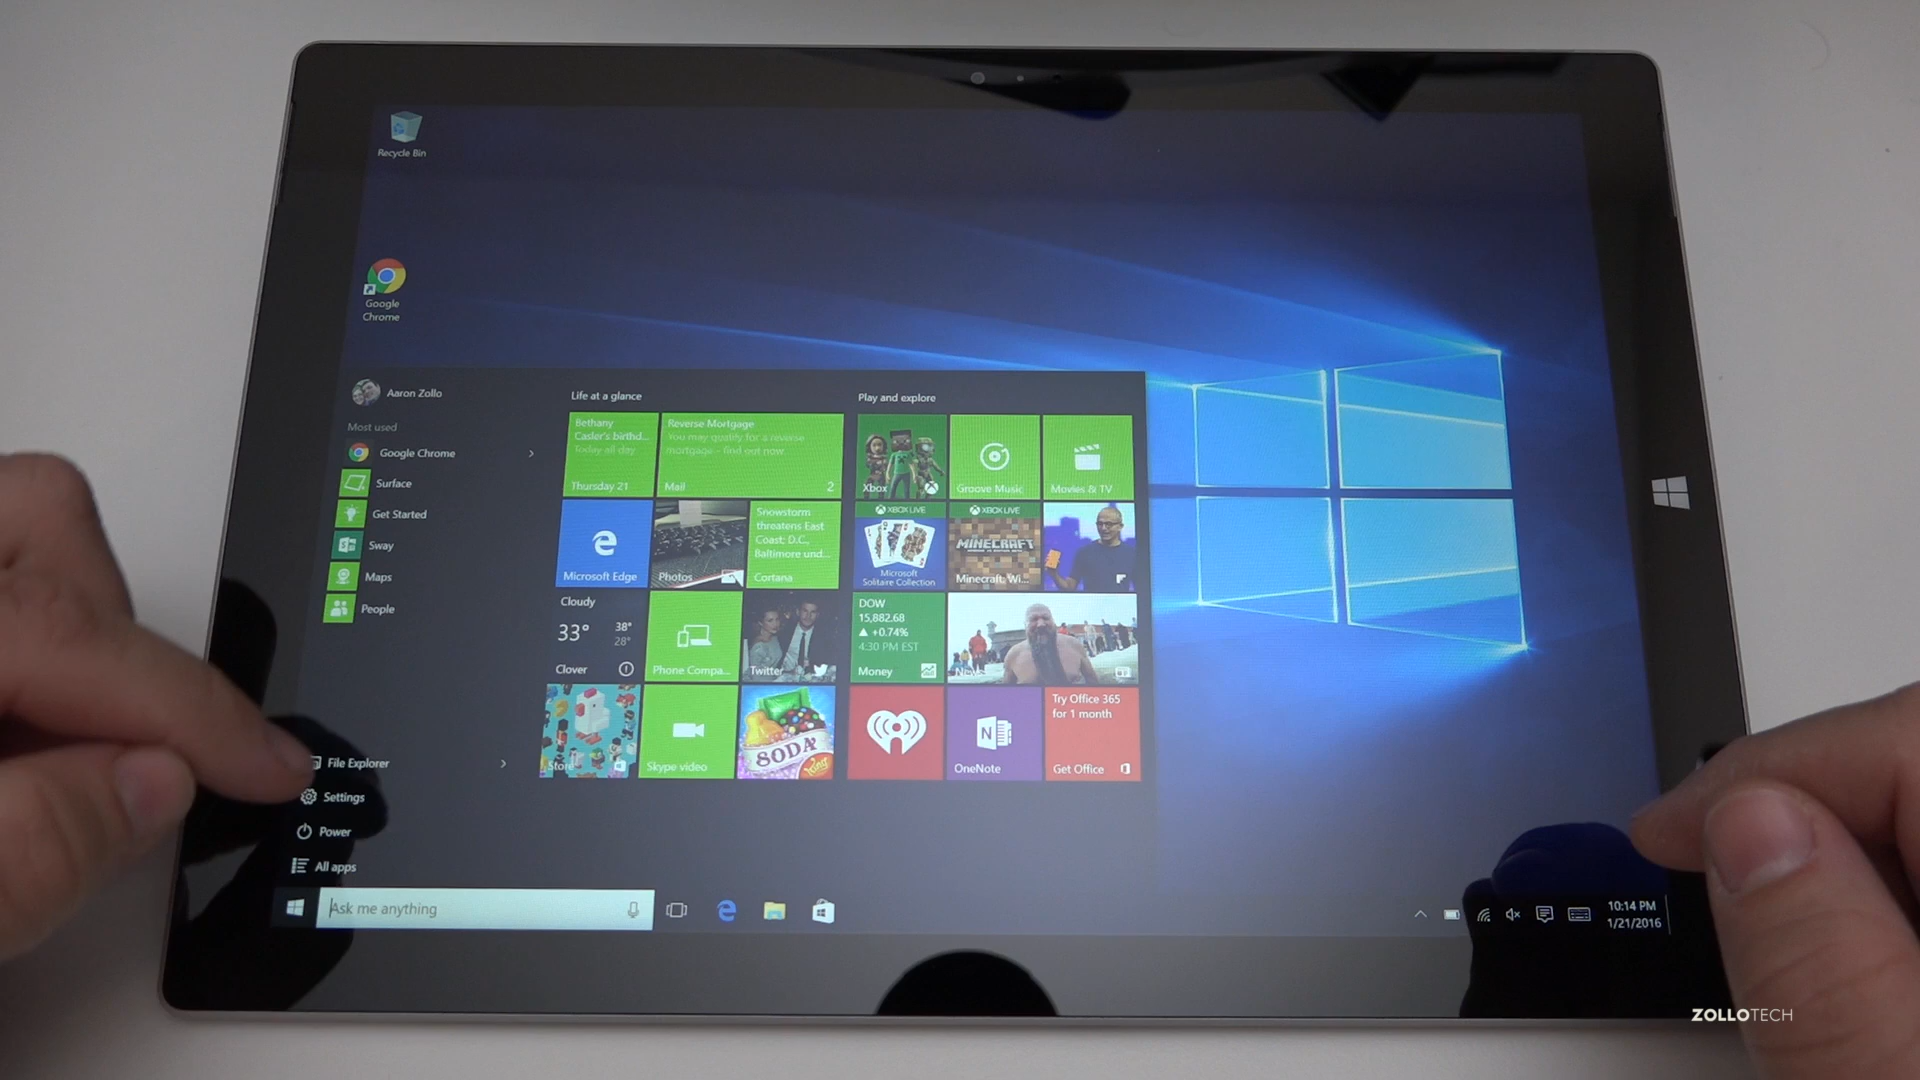 Recycle Bin
Google
Chrome
Aaron Zollo
Most used
Google Chrome
Surface
Get Started
Sway
Maps
People
File Explorer
Settings
Power
All apps
Ask me anything
Life at a glance
Bethany
Casler's birthd...
Today all day
Thursday 21
Reverse Mortgage
You may qualify for a reverse
mortgage - find out now
Mail
2
Microsoft Edge
Photos
Snowstorm
threatens East
Coast; D.C.,
Baltimore und...
Cortana
Cloudy
33°
38°
28°
Clover
Phone Compa...
Twitter
Store
Skype video
SODA
King
Play and explore
Xbox
Groove Music
Movies & TV
XBOX LIVE
Microsoft
Solitaire Collection
XBOX LIVE
MINECRAFT
Minecraft: Wi...
DOW
15,882.68
▲ +0.74%
4:30 PM EST
Money
News
OneNote
N
Try Office 365
for 1 month
Get Office
10:14 PM
1/21/2016
ZOLLOTECH